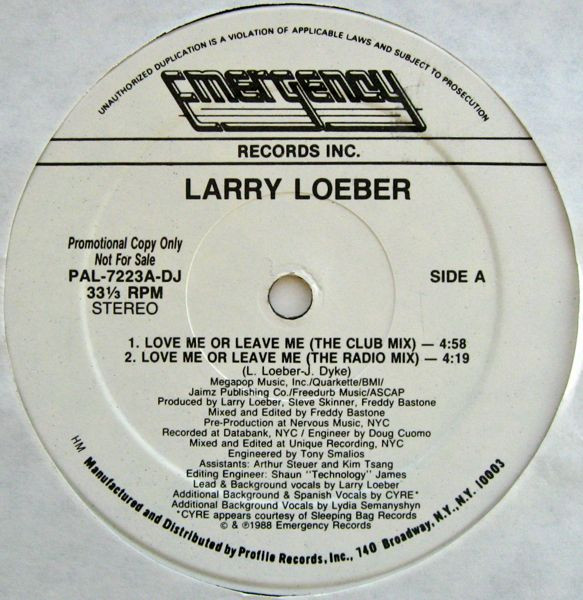 UNAUTHORIZED DUPLICATION IS A VIOLATION OF APPLICABLE LAWS AND SUBJECT TO PROSECUTION
Emergency
RECORDS INC.
LARRY LOEBER
Promotional Copy Only
Not For Sale
PAL-7223A-DJ
33⅓ RPM
STEREO
SIDE A
1. LOVE ME OR LEAVE ME (THE CLUB MIX) — 4:58
2. LOVE ME OR LEAVE ME (THE RADIO MIX) — 4:19
(L. Loeber-J. Dyke)
Megapop Music, Inc./Quarkette/BMI/
Jaimz Publishing Co./Freedurb Music/ASCAP
Produced by Larry Loeber, Steve Skinner, Freddy Bastone
Mixed and Edited by Freddy Bastone
Pre-Production at Nervous Music, NYC
Recorded at Databank, NYC / Engineer by Doug Cuomo
Mixed and Edited at Unique Recording, NYC
Engineered by Tony Smalios
Assistants: Arthur Steuer and Kim Tsang
Editing Engineer: Shaun "Technology" James
Lead & Background vocals by Larry Loeber
Additional Background & Spanish Vocals by CYRE*
Additional Background Vocals by Lydia Semanyshyn
*CYRE appears courtesy of Sleeping Bag Records
© & ℗1988 Emergency Records
HM
Manufactured and Distributed by Profile Records, Inc., 740 Broadway, N.Y., N.Y. 10003